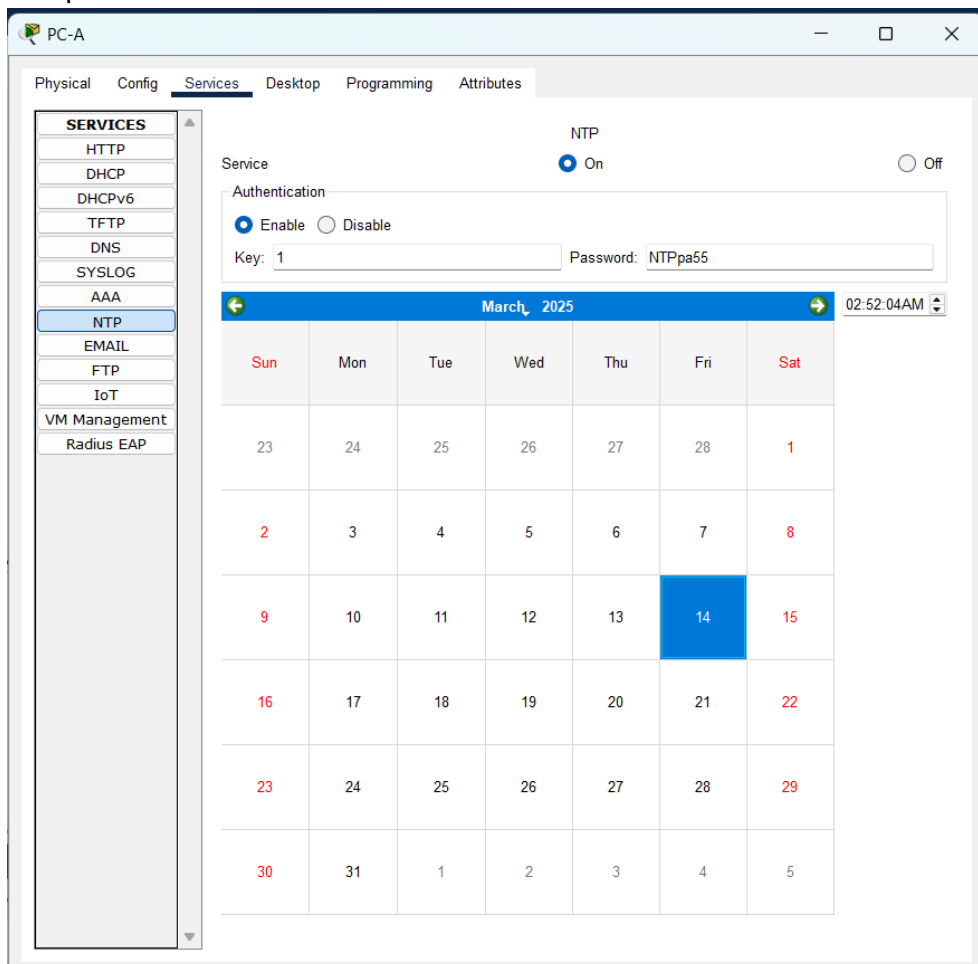 PC-A
Physical Config Services Desktop Programming Attributes
SERVICES
HTTP
DHCP
DHCPv6
TFTP
DNS
SYSLOG
AAA
NTP
EMAIL
FTP
IoT
VM Management
Radius EAP
NTP
Service On Off
Authentication
Enable Disable
Key: 1 Password: NTPpa55
March, 2025 02:52:04AM
Sun Mon Tue Wed Thu Fri Sat
23 24 25 26 27 28 1
2 3 4 5 6 7 8
9 10 11 12 13 14 15
16 17 18 19 20 21 22
23 24 25 26 27 28 29
30 31 1 2 3 4 5